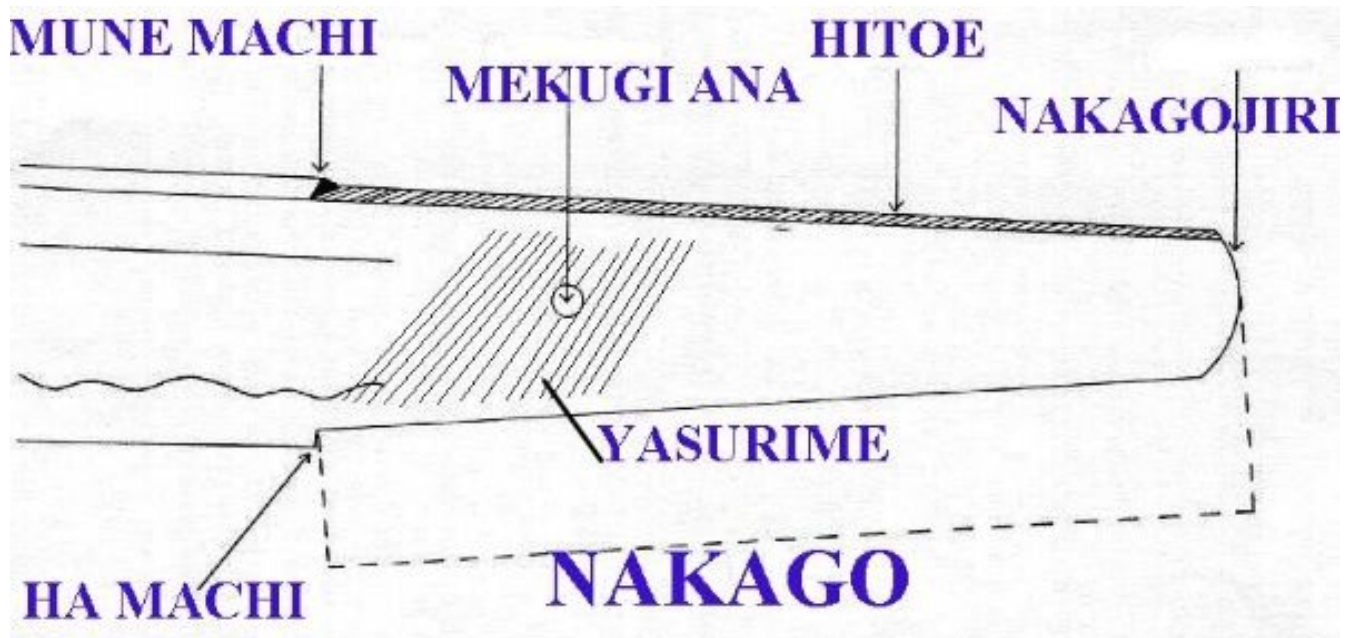 MUNE MACHI
HITOE
MEKUGI ANA
NAKAGOJIRI
YASURIME
NAKAGO
HA MACHI